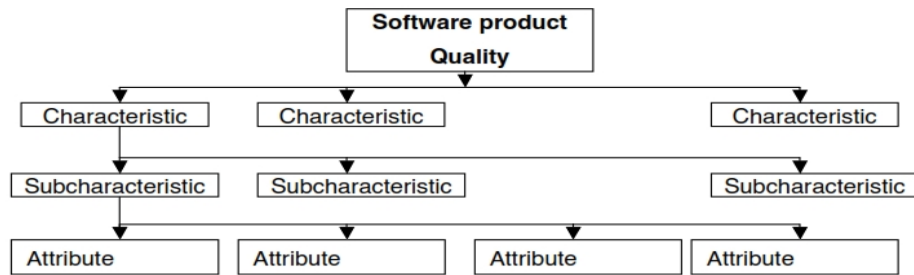 Software product
Quality
Characteristic Characteristic Characteristic
Subcharacteristic Subcharacteristic Subcharacteristic
Attribute Attribute Attribute Attribute